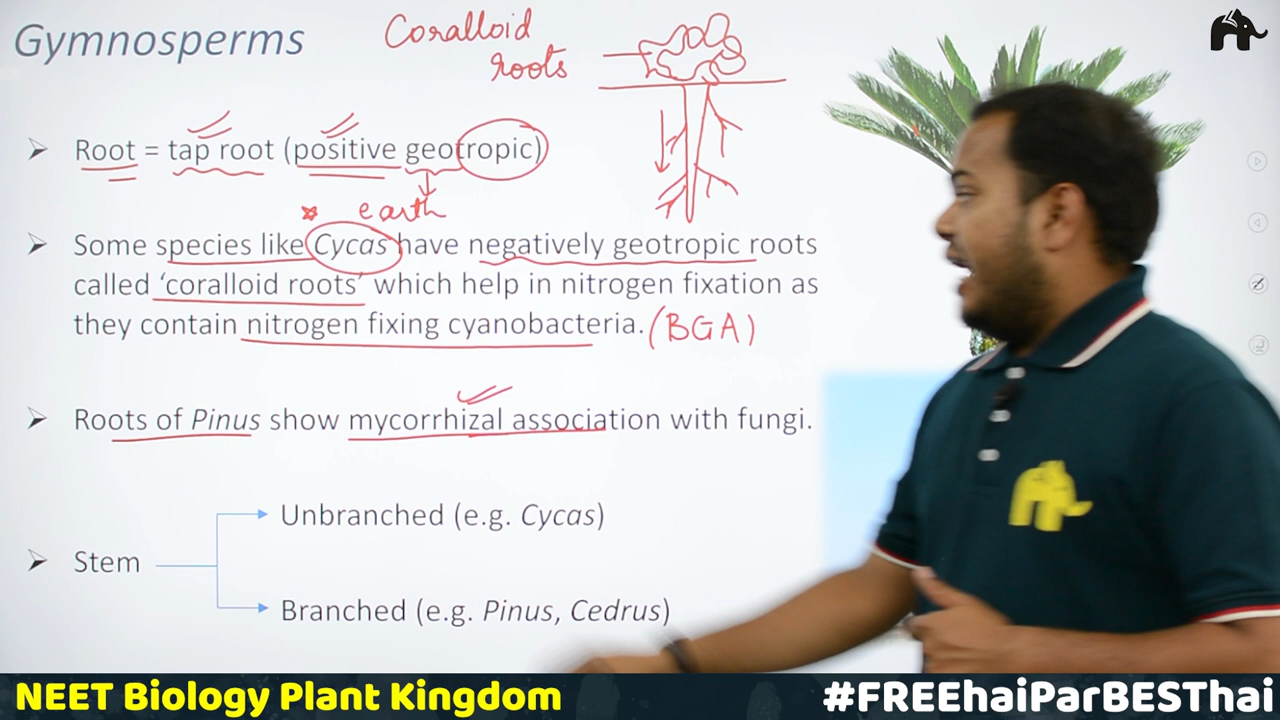 Gymnosperms
Coralloid
roots
Root = tap root (positive geotropic)
earth
Some species like Cycas have negatively geotropic roots
called ‘coralloid roots’ which help in nitrogen fixation as
they contain nitrogen fixing cyanobacteria. (BGA)
Roots of Pinus show mycorrhizal association with fungi.
Unbranched (e.g. Cycas)
Stem
Branched (e.g. Pinus, Cedrus)
NEET Biology Plant Kingdom
#FREEhaiParBESThai